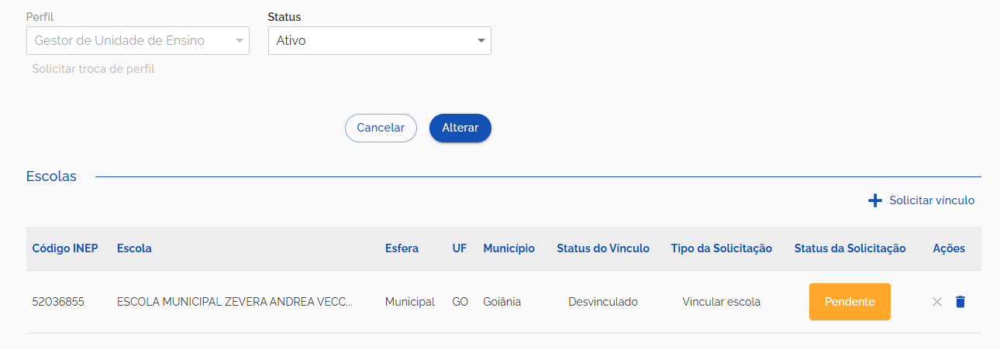 Perfil Status
Gestor de Unidade de Ensino Ativo
Solicitar troca de perfil
Cancelar Alterar
Escolas
Solicitar vínculo
Código INEP Escola Esfera UF Município Status do Vínculo Tipo da Solicitação Status da Solicitação Ações
52036855 ESCOLA MUNICIPAL ZEVERA ANDREA VECC... Municipal GO Goiânia Desvinculado Vincular escola Pendente